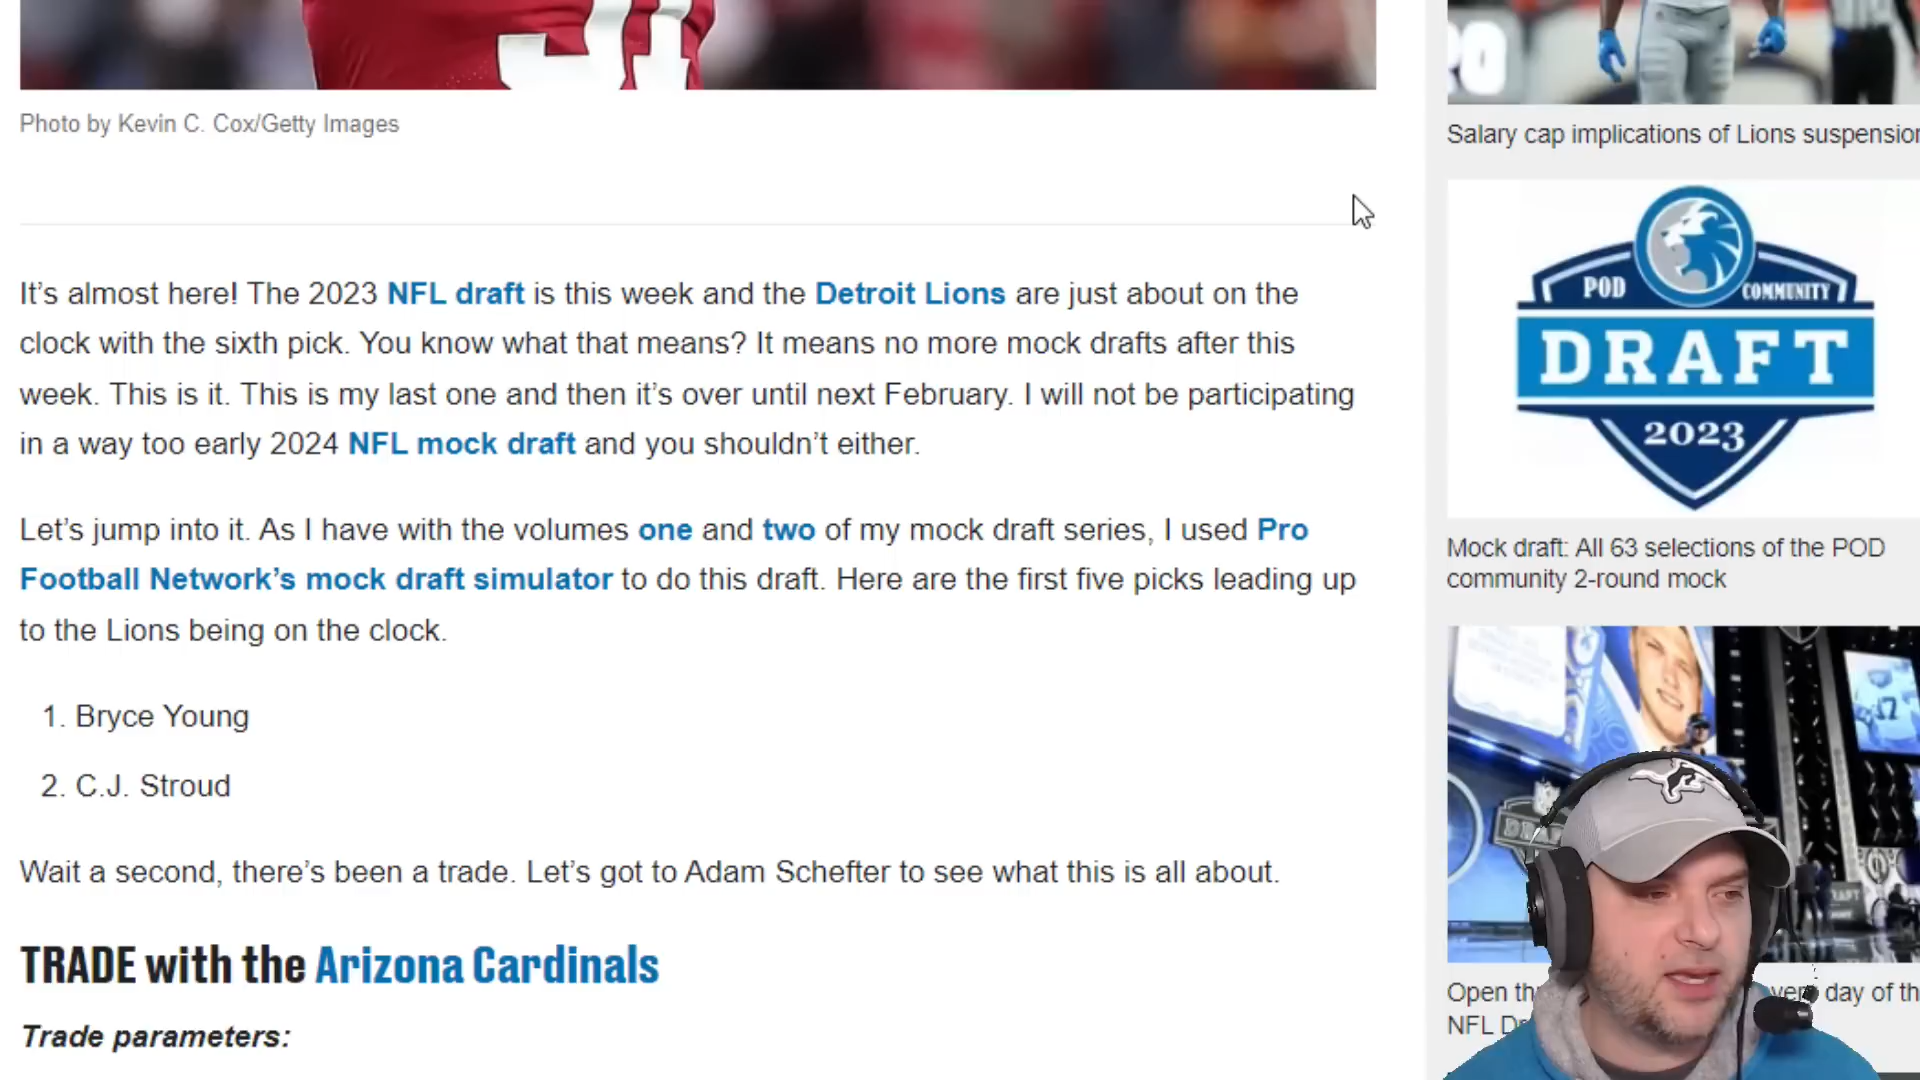 Photo by Kevin C. Cox/Getty Images
It’s almost here! The 2023 NFL draft is this week and the Detroit Lions are just about on the
clock with the sixth pick. You know what that means? It means no more mock drafts after this
week. This is it. This is my last one and then it’s over until next February. I will not be participating
in a way too early 2024 NFL mock draft and you shouldn’t either.
Let’s jump into it. As I have with the volumes one and two of my mock draft series, I used Pro
Football Network’s mock draft simulator to do this draft. Here are the first five picks leading up
to the Lions being on the clock.
1. Bryce Young
2. C.J. Stroud
Wait a second, there’s been a trade. Let’s got to Adam Schefter to see what this is all about.
TRADE with the Arizona Cardinals
Trade parameters:
Salary cap implications of Lions suspension
POD COMMUNITY
DRAFT
2023
Mock draft: All 63 selections of the POD
community 2-round mock
17
Open day of
NFL